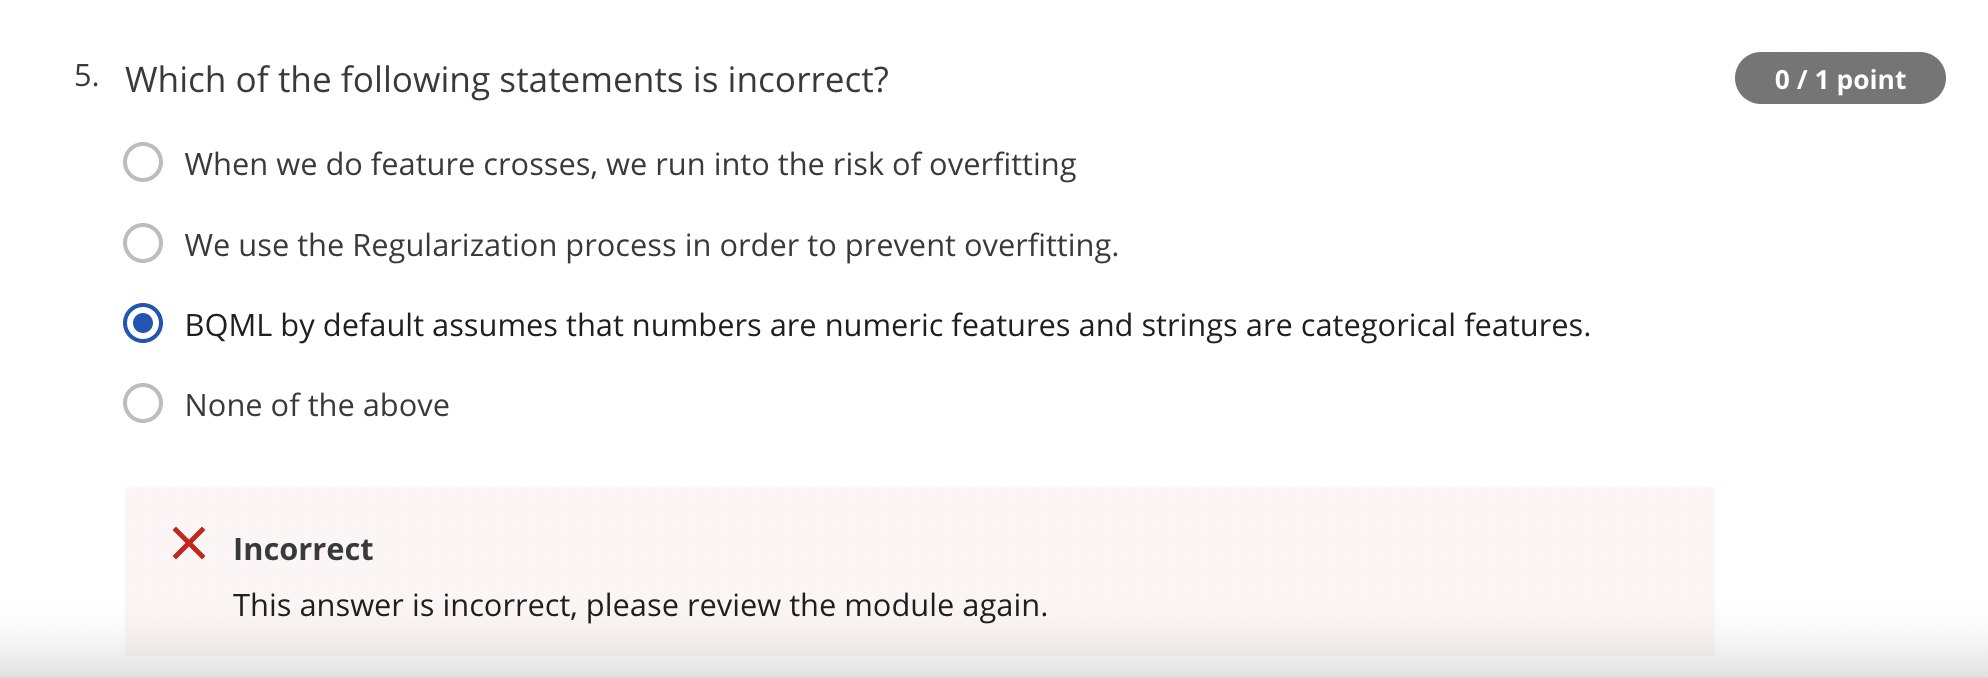 5. Which of the following statements is incorrect?
0 / 1 point
When we do feature crosses, we run into the risk of overfitting
We use the Regularization process in order to prevent overfitting.
BQML by default assumes that numbers are numeric features and strings are categorical features.
None of the above
Incorrect
This answer is incorrect, please review the module again.